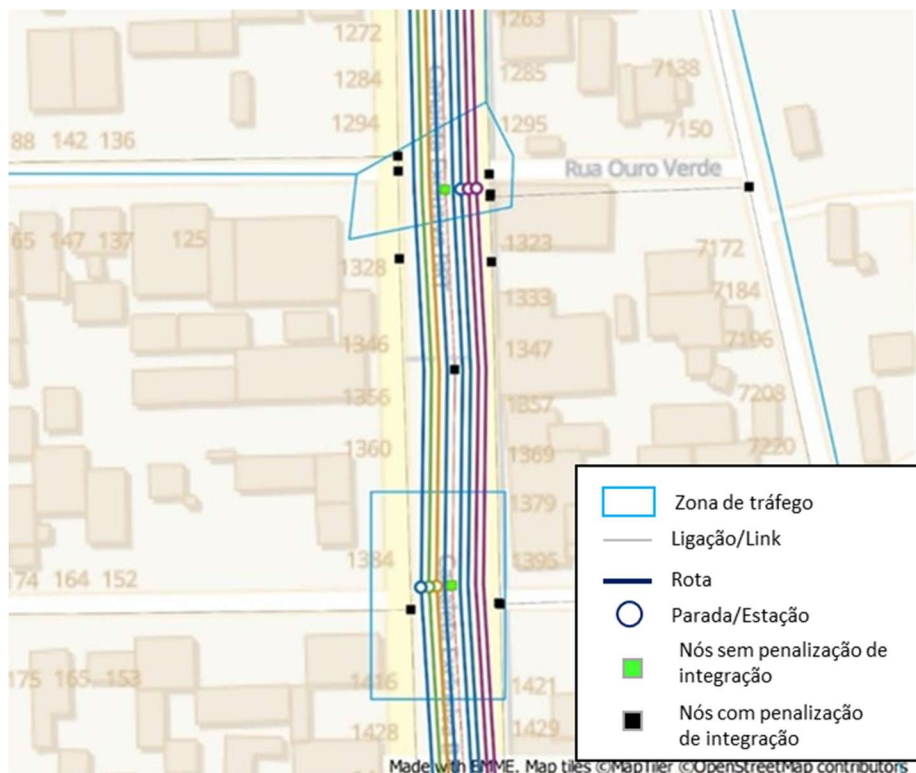 1272
1263
1284
1285
7138
1294
1295
7150
88 142 136
Rua Ouro Verde
65 147 137 125
1323
7172
1328
1333
7184
1346
1347
7196
1356
1357
7208
1360
1369
7220
1379
1384
1395
174 164 152
175 165 153
1416
1421
1428
1429
Zona de tráfego
Ligação/Link
Rota
Parada/Estação
Nós sem penalização de
integração
Nós com penalização
de integração
Made with EMME. Map tiles ©MapTiler ©OpenStreetMap contributors